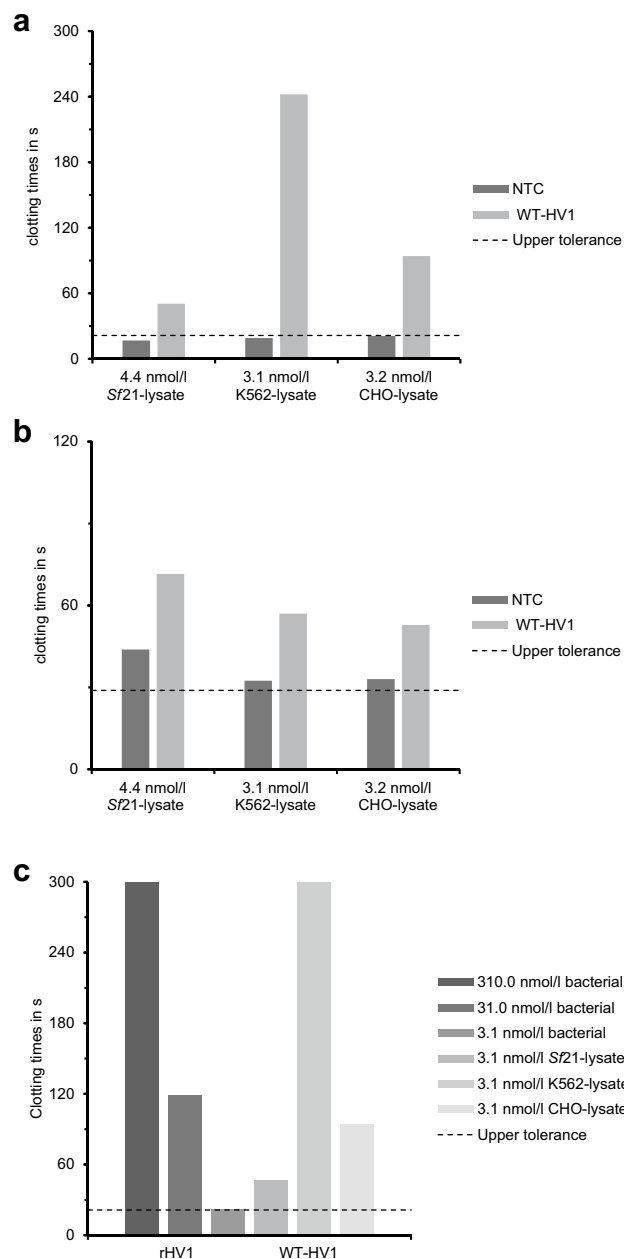 a
300
240
180
120
60
0
clotting times in s
NTC
WT-HV1
Upper tolerance
4.4 nmol/l
Sf21-lysate
3.1 nmol/l
K562-lysate
3.2 nmol/l
CHO-lysate
b
120
60
0
clotting times in s
NTC
WT-HV1
Upper tolerance
4.4 nmol/l
Sf21-lysate
3.1 nmol/l
K562-lysate
3.2 nmol/l
CHO-lysate
c
300
240
180
120
60
0
Clotting times in s
310.0 nmol/l bacterial
31.0 nmol/l bacterial
3.1 nmol/l bacterial
3.1 nmol/l Sf21-lysate
3.1 nmol/l K562-lysate
3.1 nmol/l CHO-lysate
Upper tolerance
rHV1
WT-HV1